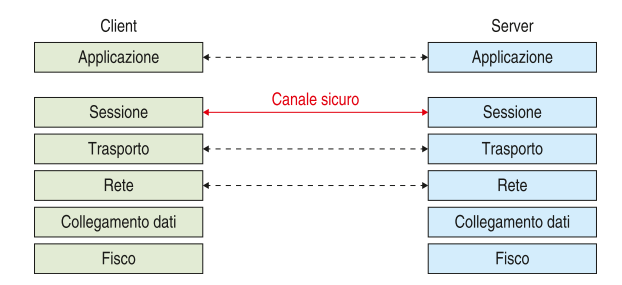 Client Server
Applicazione Applicazione
Canale sicuro
Sessione Sessione
Trasporto Trasporto
Rete Rete
Collegamento dati Collegamento dati
Fisco Fisco